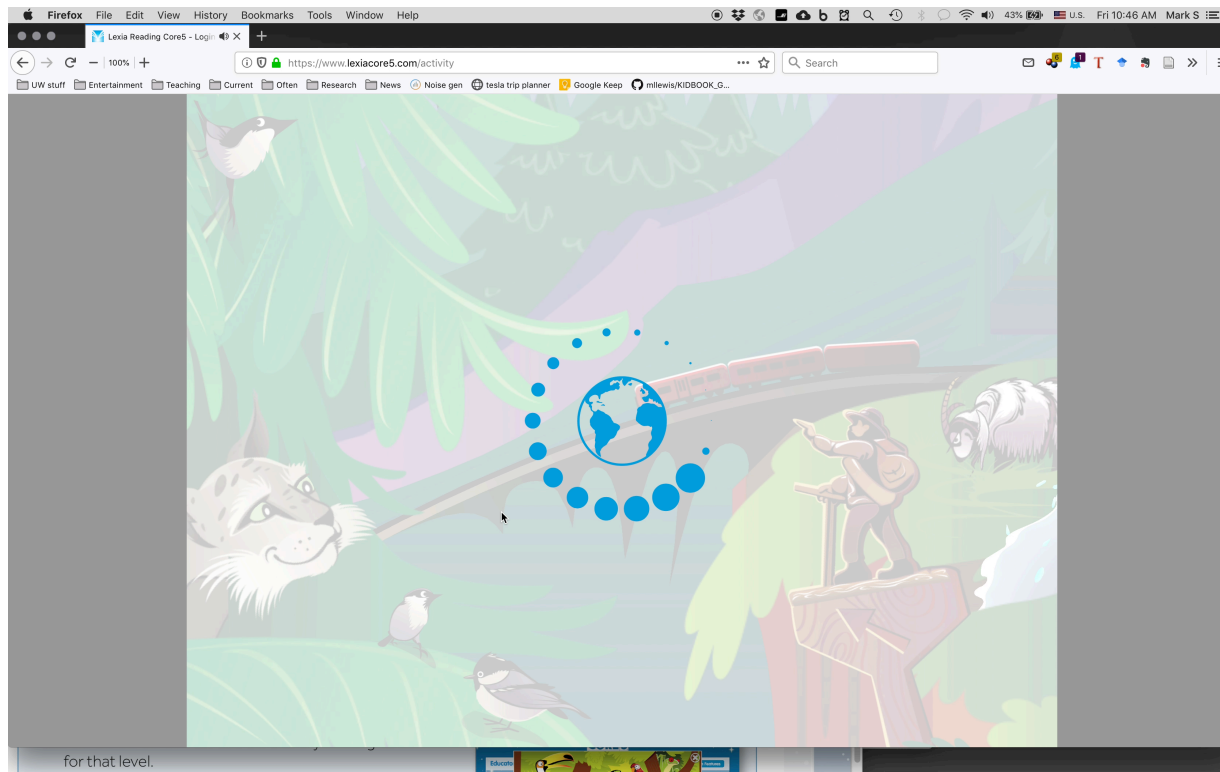 Firefox File Edit View History Bookmarks Tools Window Help 43% U.S. Fri 10:46 AM Mark S
Lexia Reading Core5 - Login
100% https://www.lexiacore5.com/activity Search
UW stuff Entertainment Teaching Current Often Research News Noise gen tesla trip planner Google Keep mllewis/KIDBOOK_G...
for that level.
Educato